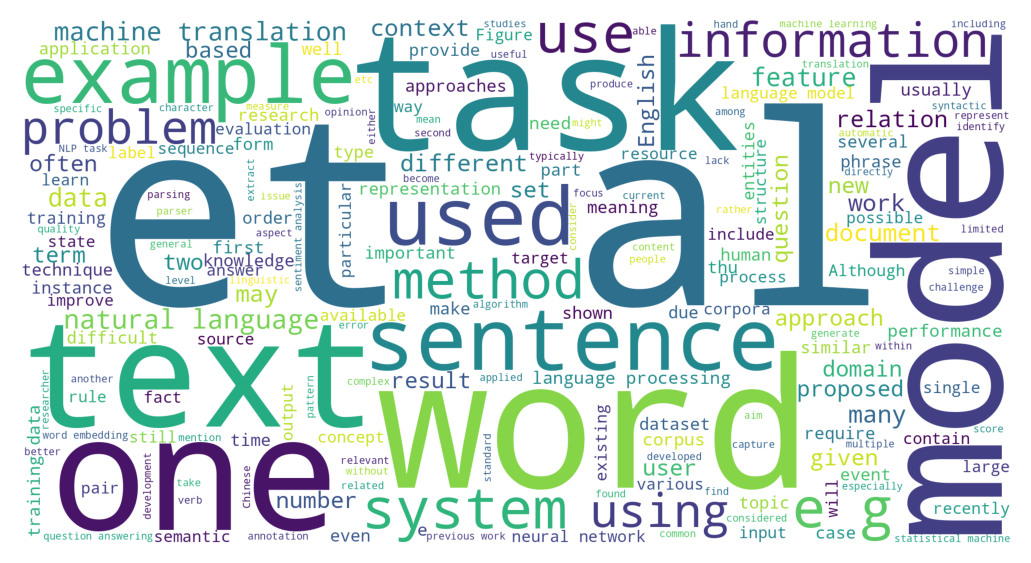 machine translation
context
studies
Figure
hand
able
machine learning
including
application
based
well
provide
useful
use
information
translation
example
task
etc
approaches
English
feature
usually
specific
character
measure
research
opinion
way
produce
among
language model
syntactic
problem
evaluation
either
mean
second
need
might
relation
represent
identify
NLP task
label
sequence
form
type
different
typically
resource
lack
entities
structure
automatic
several
directly
often
extract
part
phrase
learn
et al
representation
set
become
focus
current
question
new
model
data
parsing
issue
sentiment analysis
particular
used
meaning
consider
rather
work
possible
limited
training
parser
order
quality
general
aspect
include
document
state
first
important
target
content
human
term
two
knowledge
answer
people
thu
process
Although
simple
technique
level
linguistic
method
challenge
instance
improve
may
make
algorithm
shown
due
corpora
natural language
available
approach
generate
performance
difficult
source
error
sentence
similar
within
text
another
pattern
complex
result
applied
language processing
domain
researcher
rule
fact
output
word
proposed
single
aim
many
training data
word embedding
still
mention
time
concept
dataset
require
score
better
corpus
capture
multiple
contain
one
relevant
standard
existing
developed
user
given
large
pair
development
take
verb
Chinese
without
number
related
various
event
especially
system
found
using
find
topic
e g
will
recently
semantic
annotation
even
e
previous work
neural network
common
considered
input
case
question answering
statistical machine